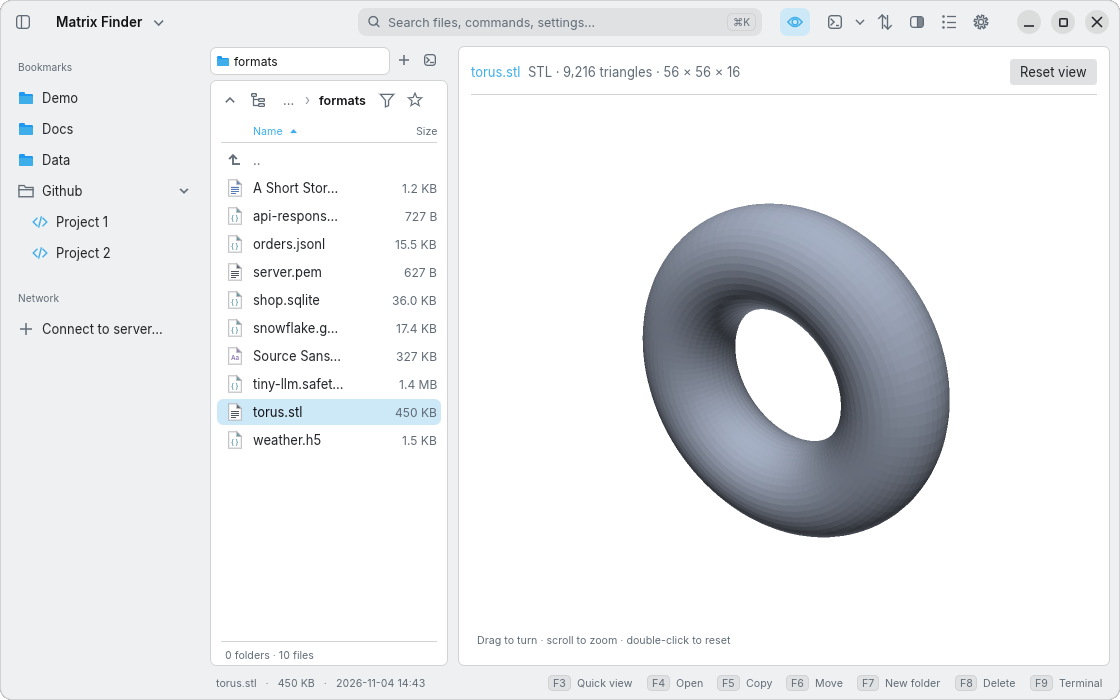 Matrix Finder
Search files, commands, settings...
⌘K
Bookmarks
Demo
Docs
Data
Github
Project 1
Project 2
Network
Connect to server...
formats
... › formats
Name Size
..
A Short Stor... 1.2 KB
api-respons... 727 B
orders.jsonl 15.5 KB
server.pem 627 B
shop.sqlite 36.0 KB
snowflake.g... 17.4 KB
Source Sans... 327 KB
tiny-llm.safet... 1.4 MB
torus.stl 450 KB
weather.h5 1.5 KB
0 folders · 10 files
torus.stl STL · 9,216 triangles · 56 × 56 × 16
Reset view
Drag to turn · scroll to zoom · double-click to reset
torus.stl · 450 KB · 2026-11-04 14:43
F3 Quick view F4 Open F5 Copy F6 Move F7 New folder F8 Delete F9 Terminal